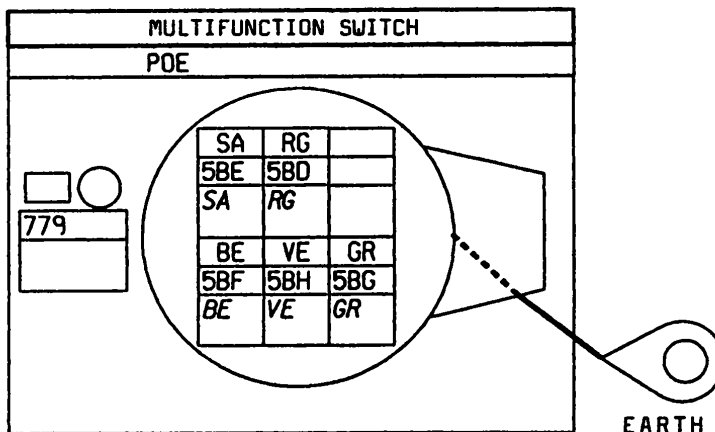 MULTIFUNCTION SWITCH
POE
SA RG
5BE 5BD
SA RG
779
BE VE GR
5BF 5BH 5BG
BE VE GR
EARTH